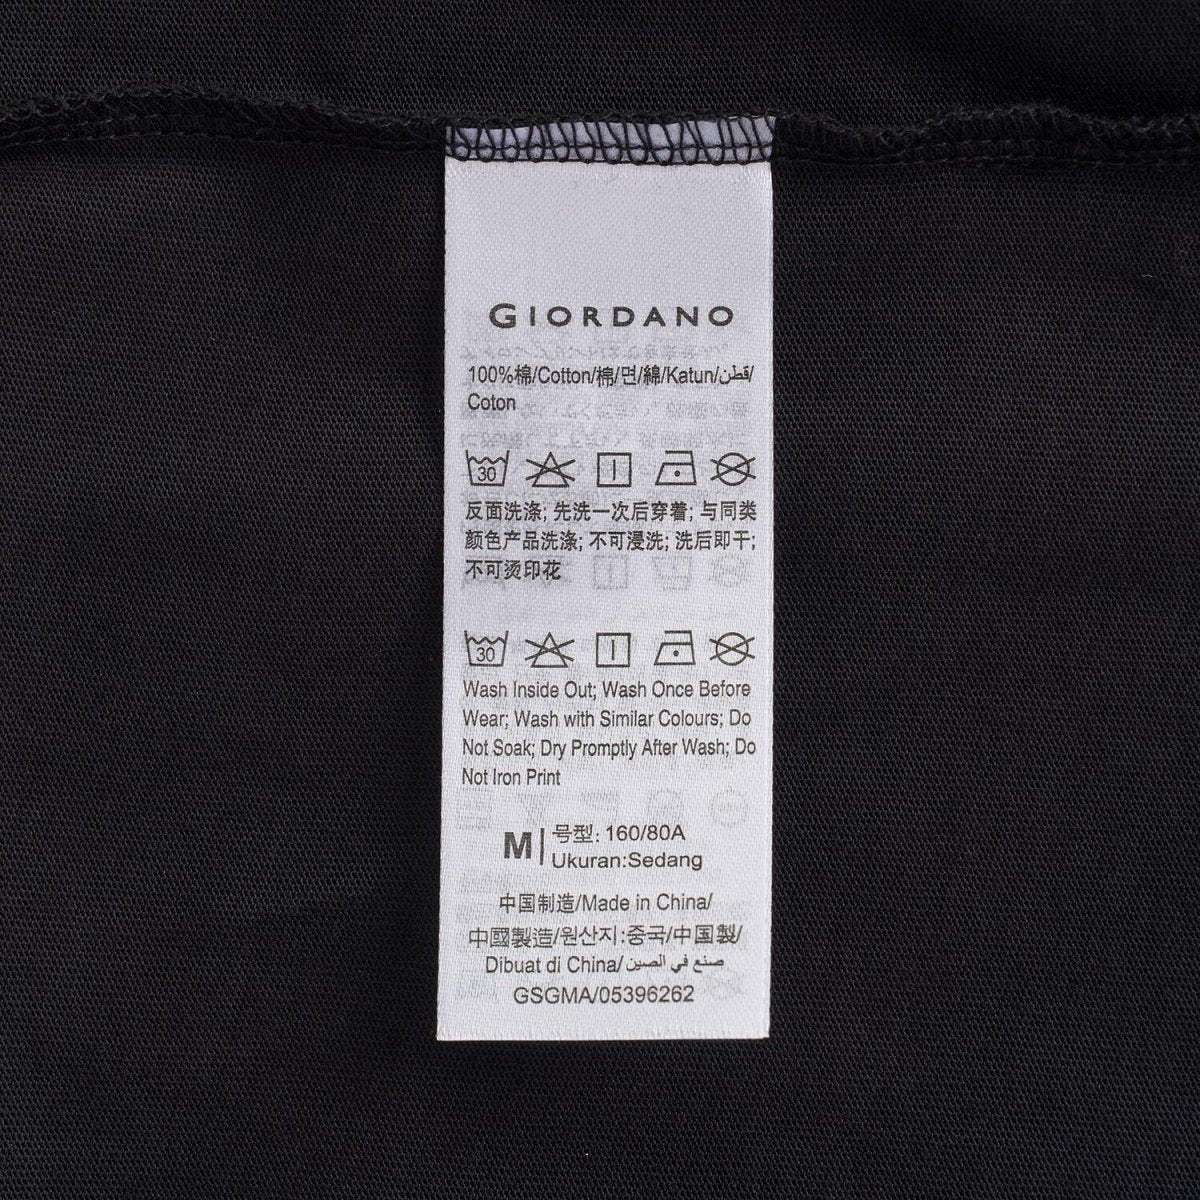 GIORDANO
100%棉/Cotton/棉/면/綿/Katun/قطن/
Coton
30
反面洗涤; 先洗一次后穿着; 与同类
颜色产品洗涤; 不可浸洗; 洗后即干;
不可烫印花
30
Wash Inside Out; Wash Once Before
Wear; Wash with Similar Colours; Do
Not Soak; Dry Promptly After Wash; Do
Not Iron Print
M 号型: 160/80A
Ukuran:Sedang
中国制造/Made in China/
中國製造/원산지:중국/中国製/
Dibuat di China/صنع في الصين
GSGMA/05396262